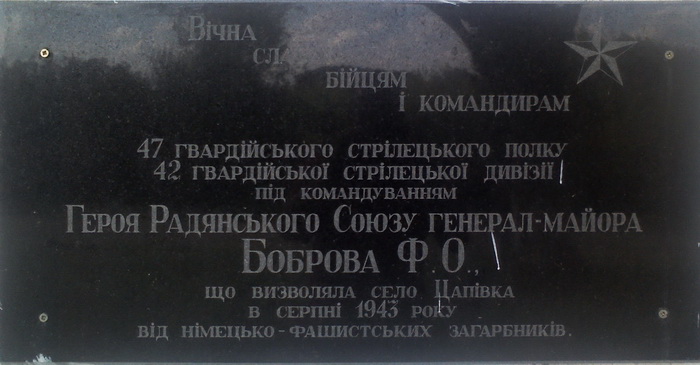 Вічна
сл
бійцям
і командирам
47 гвардійського стрілецького полку
42 гвардійської стрілецької дивізії
під командуванням
Героя Радянського Союзу генерал-майора
Боброва Ф.О.,
що визволяла село Цапівка
в серпні 1943 року
від німецько-фашистських загарбників.